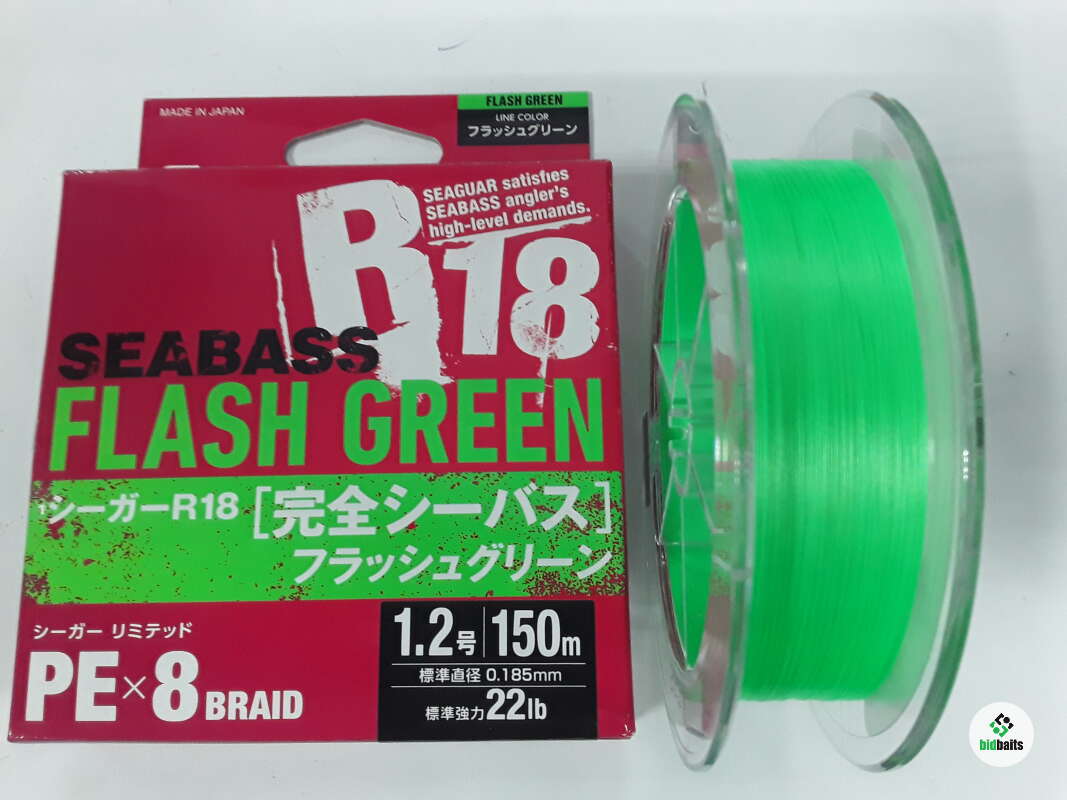 MADE IN JAPAN
FLASH GREEN
LINE COLOR
フラッシュグリーン
SEAGUAR satisfies
SEABASS angler's
high-level demands.
R18
SEABASS
FLASH GREEN
シーガーR18 [完全シーバス]
フラッシュグリーン
シーガー リミテッド
PE×8 BRAID
1.2号 150m
標準直径 0.185mm
標準強力 22lb
bidbaits